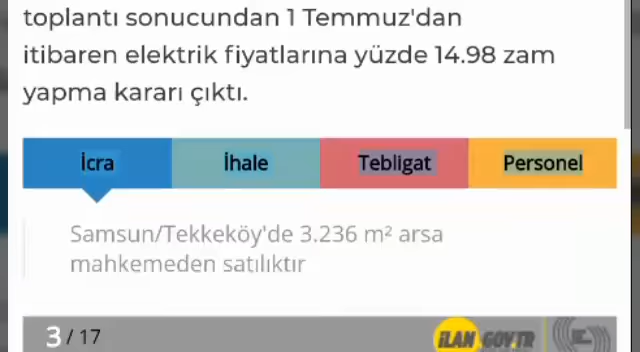 toplantı sonucundan 1 Temmuz'dan
itibaren elektrik fiyatlarına yüzde 14.98 zam
yapma kararı çıktı.
İcra İhale Tebligat Personel
Samsun/Tekkeköy'de 3.236 m² arsa
mahkemeden satılıktır
3 / 17 İLAN.GOV.TR